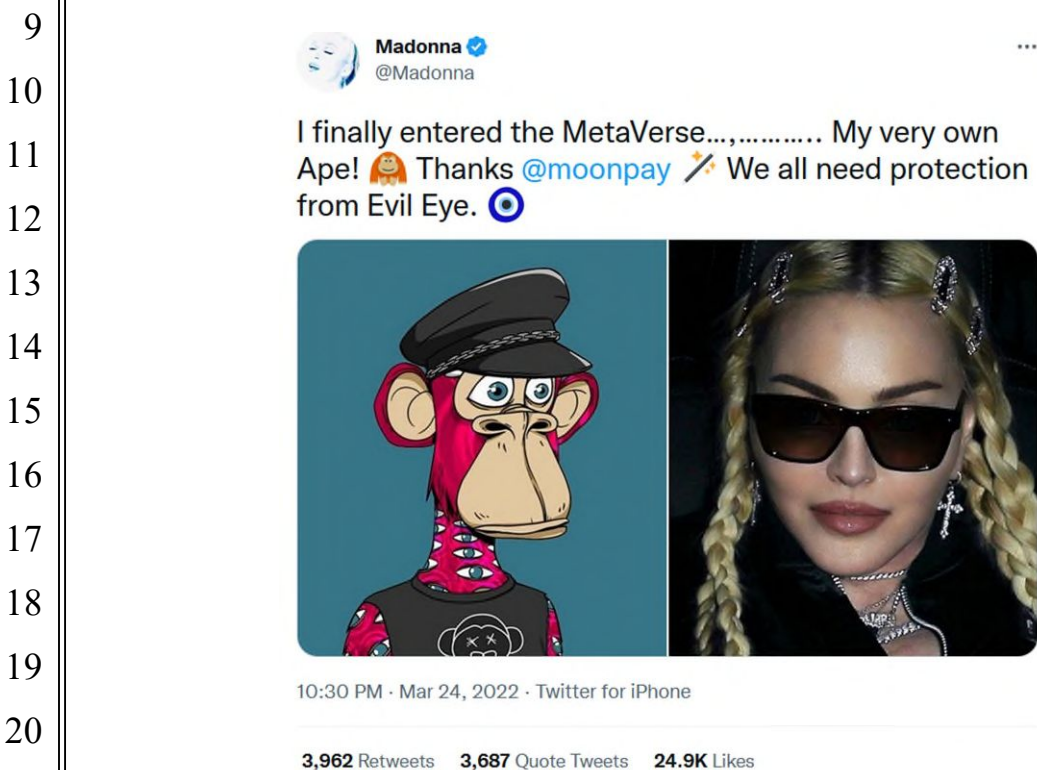 9
Madonna
@Madonna
10
I finally entered the MetaVerse...,……….. My very own
11
Ape! 🦧 Thanks @moonpay 🪄 We all need protection
12
from Evil Eye. 🧿
13
14
15
16
17
18
19
10:30 PM · Mar 24, 2022 · Twitter for iPhone
20
3,962 Retweets 3,687 Quote Tweets 24.9K Likes